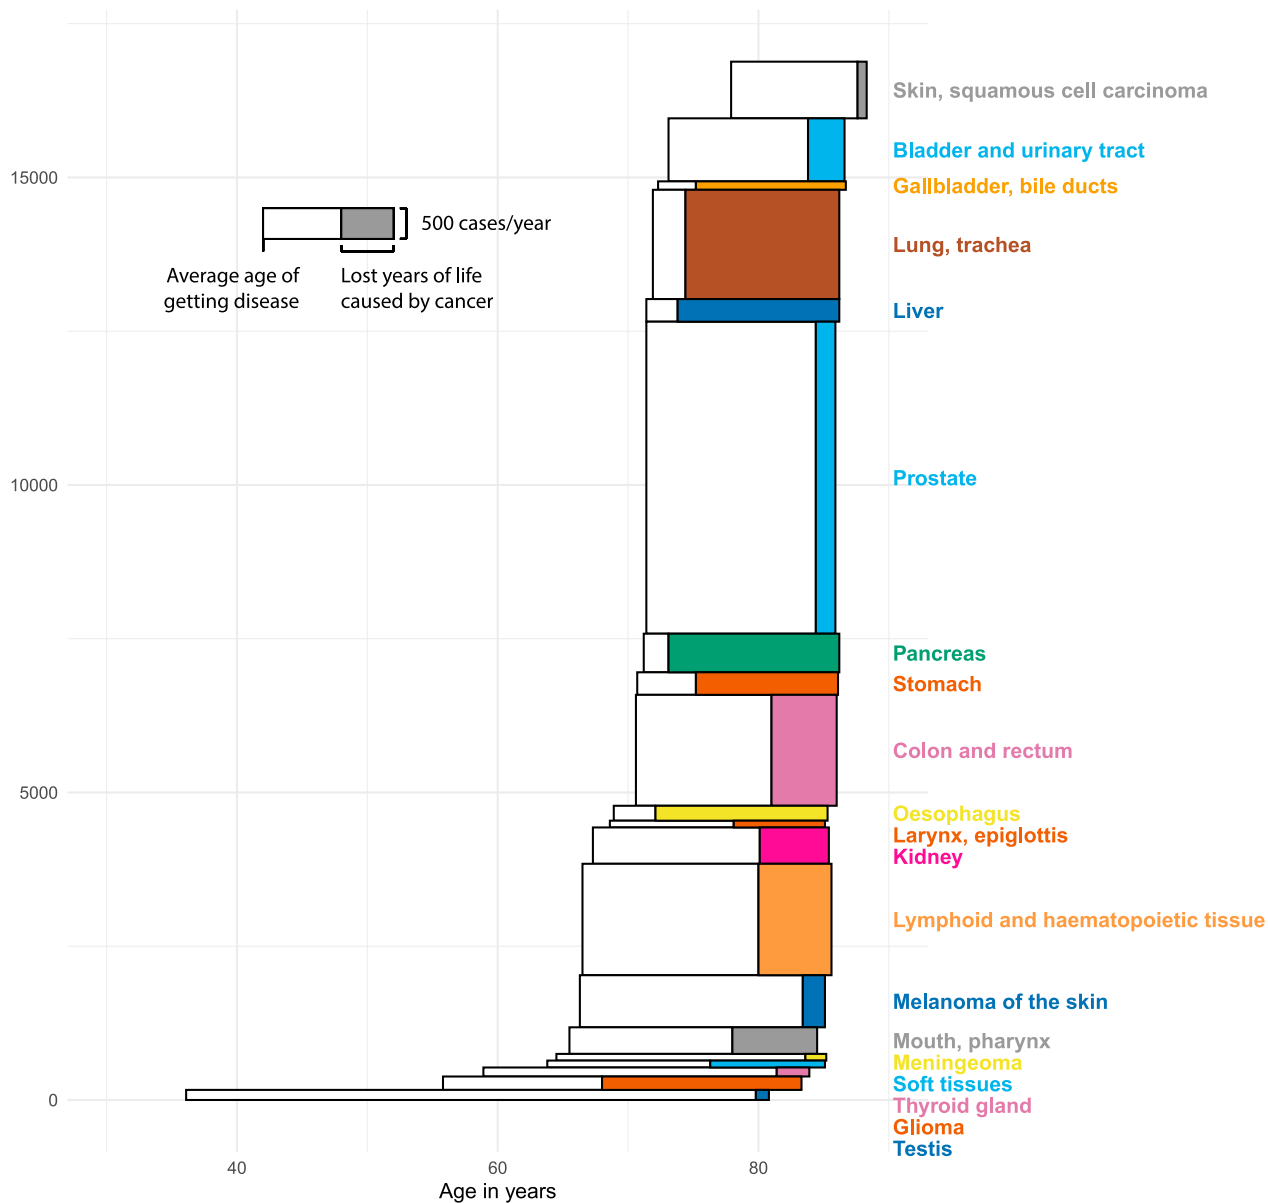 Skin, squamous cell carcinoma
Bladder and urinary tract
15000
Gallbladder, bile ducts
500 cases/year
Lung, trachea
Average age of
getting disease
Lost years of life
caused by cancer
Liver
Prostate
10000
Pancreas
Stomach
Colon and rectum
5000
Oesophagus
Larynx, epiglottis
Kidney
Lymphoid and haematopoietic tissue
Melanoma of the skin
Mouth, pharynx
Meningeoma
Soft tissues
0
Thyroid gland
Glioma
Testis
40
60
80
Age in years